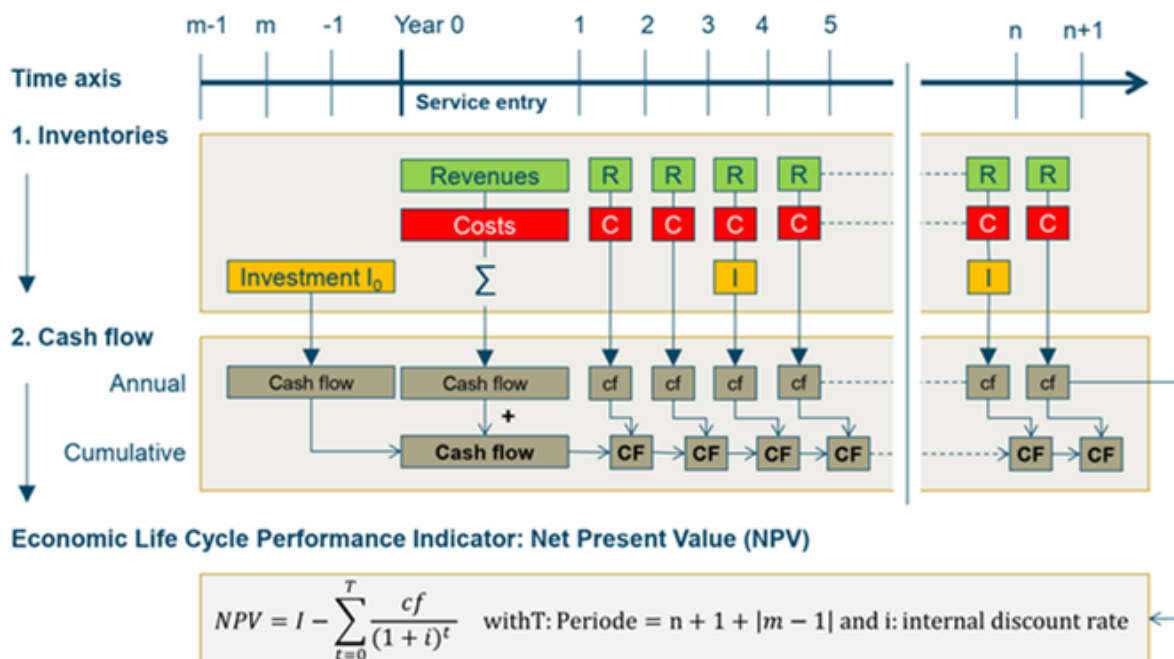 m-1 m -1 Year 0 1 2 3 4 5 n n+1
Time axis
Service entry
1. Inventories
Revenues R R R R R R
Costs C C C C C C
Investment I₀ ∑ I I
2. Cash flow
Annual Cash flow Cash flow cf cf cf cf cf cf
+
Cumulative Cash flow CF CF CF CF CF CF
Economic Life Cycle Performance Indicator: Net Present Value (NPV)
NPV = I − ∑_{t=0}^{T} cf/(1 + i)^t withT: Periode = n + 1 + |m − 1| and i: internal discount rate